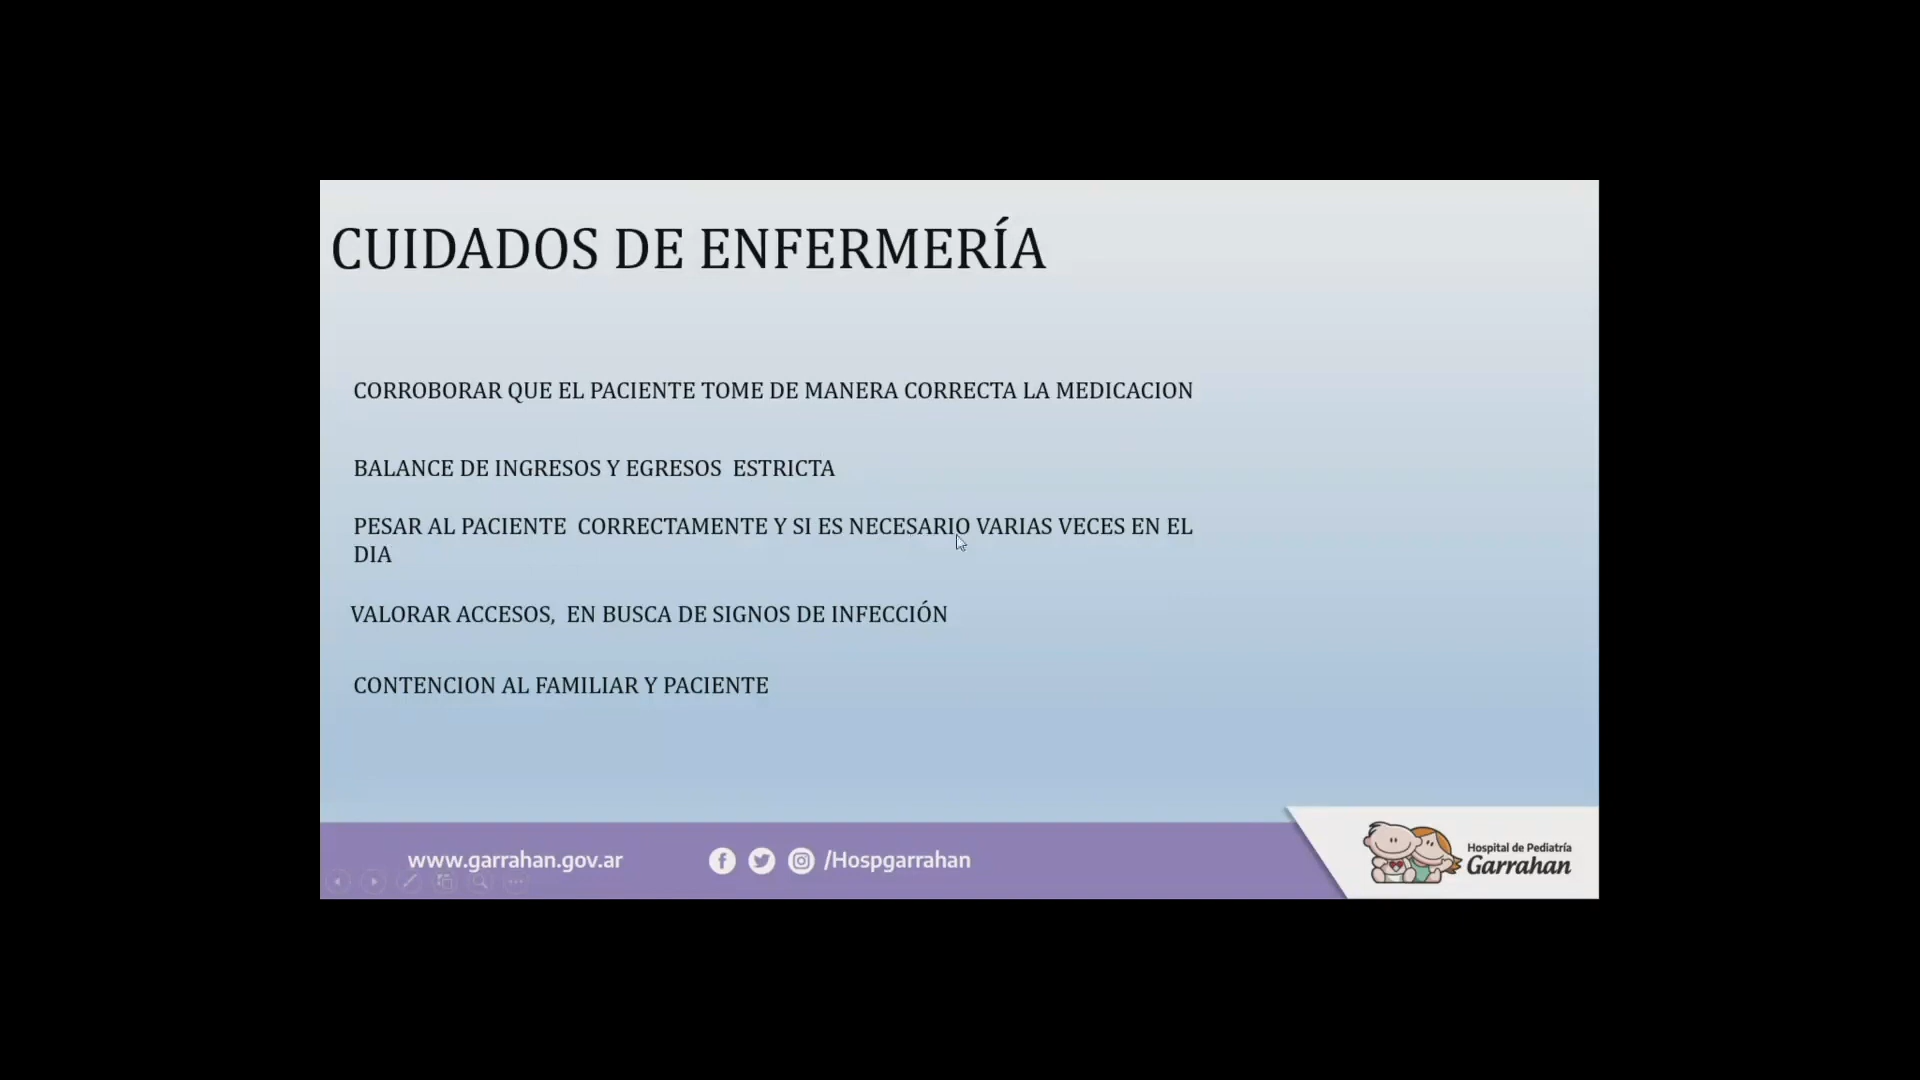 CUIDADOS DE ENFERMERÍA
CORROBORAR QUE EL PACIENTE TOME DE MANERA CORRECTA LA MEDICACION
BALANCE DE INGRESOS Y EGRESOS ESTRICTA
PESAR AL PACIENTE CORRECTAMENTE Y SI ES NECESARIO VARIAS VECES EN EL
DIA
VALORAR ACCESOS, EN BUSCA DE SIGNOS DE INFECCIÓN
CONTENCION AL FAMILIAR Y PACIENTE
www.garrahan.gov.ar
/Hospgarrahan
Hospital de Pediatría
Garrahan